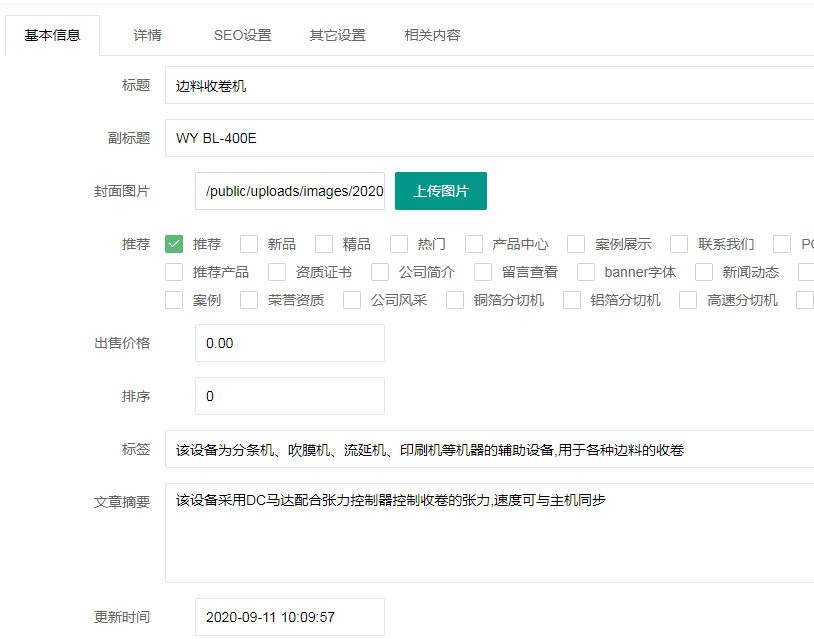 基本信息 详情 SEO设置 其它设置 相关内容
标题 边料收卷机
副标题 WY BL-400E
封面图片 /public/uploads/images/2020 上传图片
推荐 推荐 新品 精品 热门 产品中心 案例展示 联系我们
推荐产品 资质证书 公司简介 留言查看 banner字体 新闻动态
案例 荣誉资质 公司风采 铜箔分切机 铝箔分切机 高速分切机
出售价格 0.00
排序 0
标签 该设备为分条机、吹膜机、流延机、印刷机等机器的辅助设备,用于各种边料的收卷
文章摘要 该设备采用DC马达配合张力控制器控制收卷的张力,速度可与主机同步
更新时间 2020-09-11 10:09:57